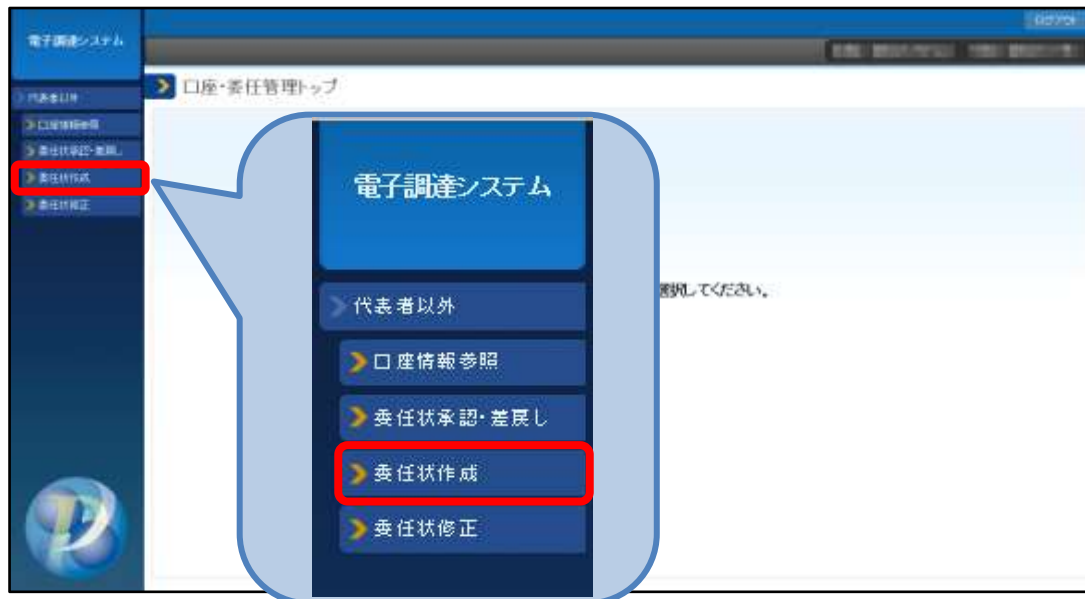 電子調達システム
ログアウト
代表者以外
口座情報参照
委任状承認・差戻し
委任状作成
委任状修正
口座・委任管理トップ
選択してください。
電子調達システム
代表者以外
口座情報参照
委任状承認・差戻し
委任状作成
委任状修正